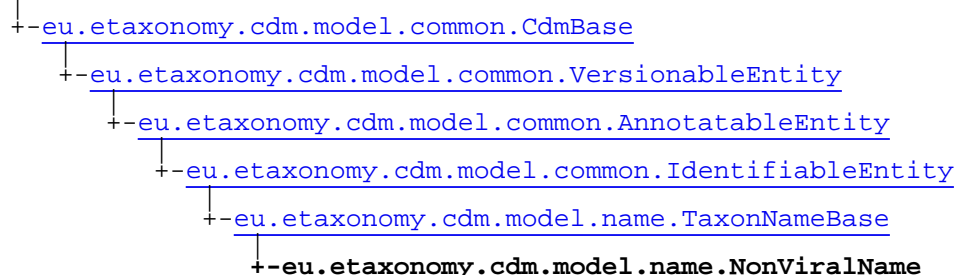 +-eu.etaxonomy.cdm.model.common.CdmBase
+-eu.etaxonomy.cdm.model.common.VersionableEntity
+-eu.etaxonomy.cdm.model.common.AnnotatableEntity
+-eu.etaxonomy.cdm.model.common.IdentifiableEntity
+-eu.etaxonomy.cdm.model.name.TaxonNameBase
+-eu.etaxonomy.cdm.model.name.NonViralName